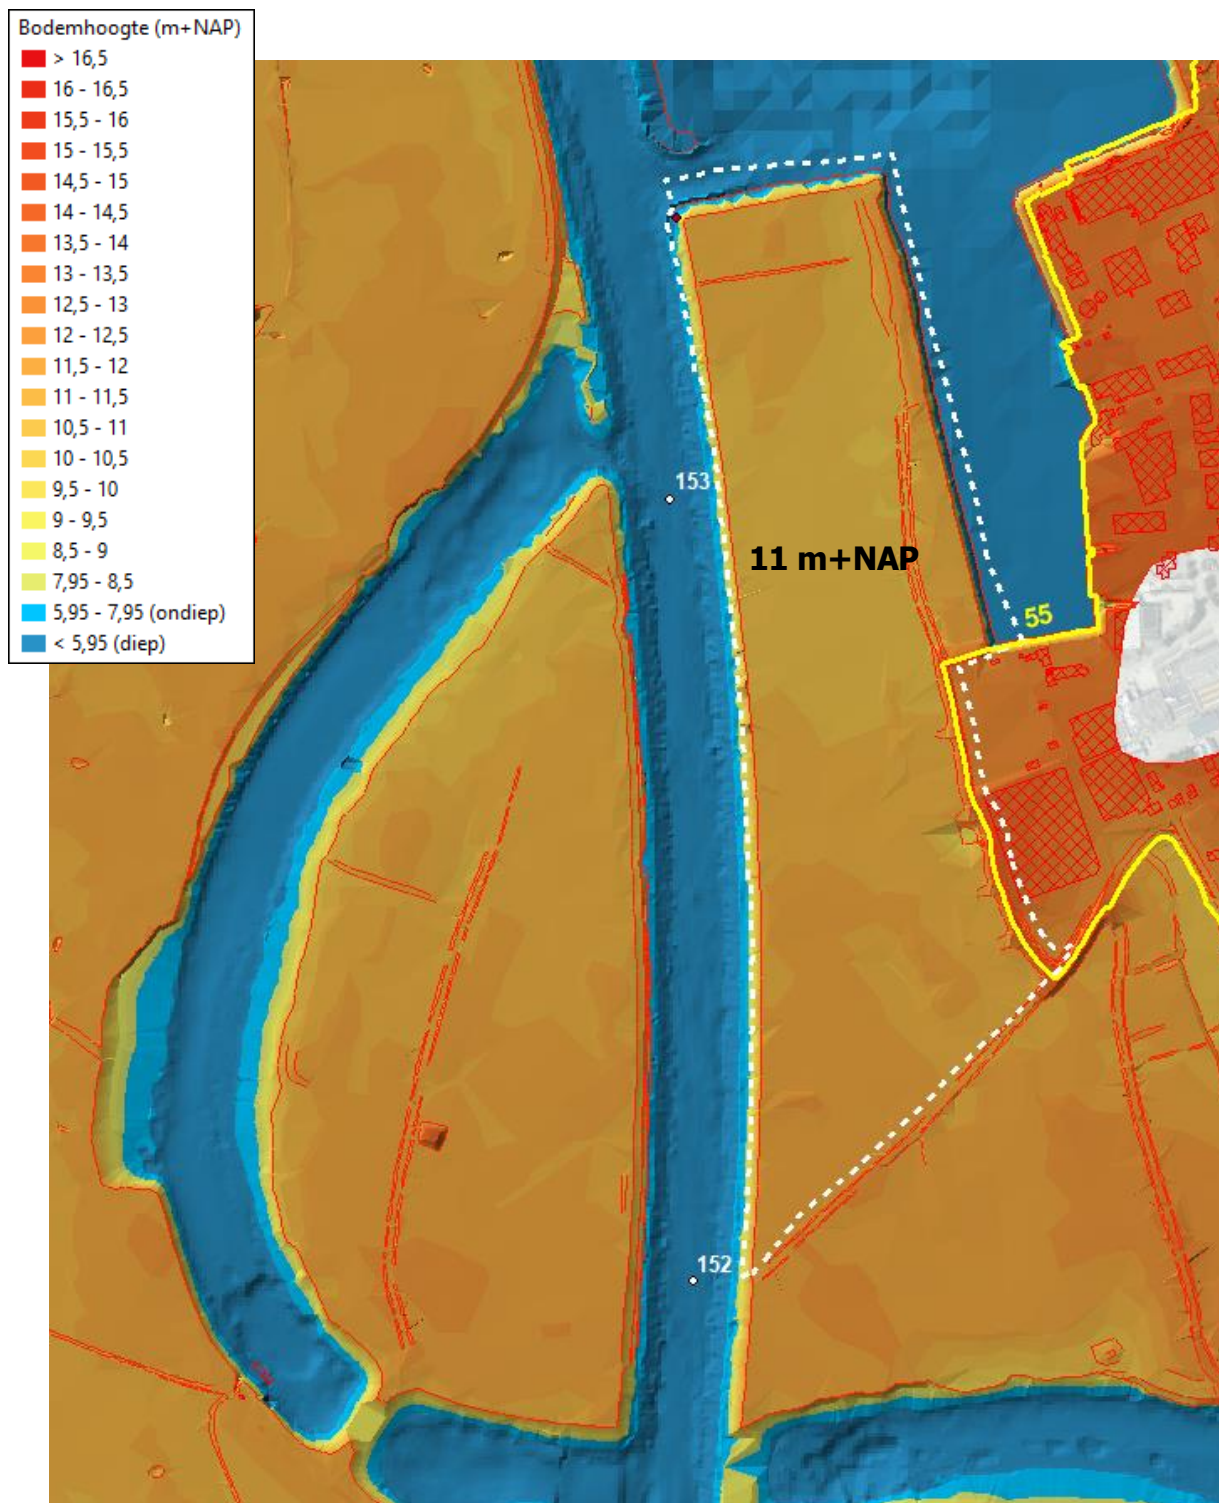 Bodemhoogte (m+NAP)
> 16,5
16 - 16,5
15,5 - 16
15 - 15,5
14,5 - 15
14 - 14,5
13,5 - 14
13 - 13,5
12,5 - 13
12 - 12,5
11,5 - 12
11 - 11,5
10,5 - 11
10 - 10,5
9,5 - 10
9 - 9,5
8,5 - 9
7,95 - 8,5
5,95 - 7,95 (ondiep)
< 5,95 (diep)
153
11 m+NAP
55
152